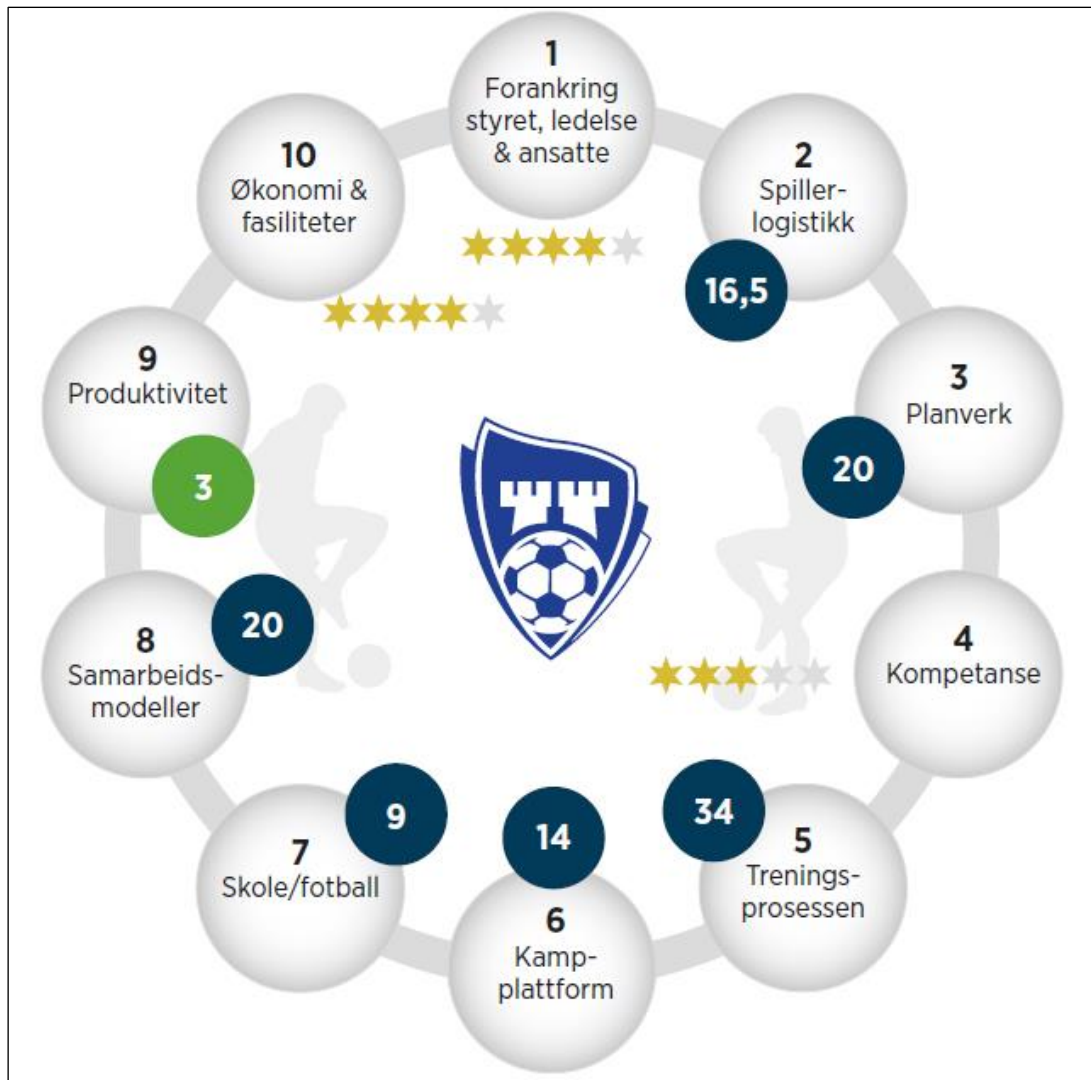 1
Forankring
styret, ledelse
& ansatte
2
Spiller-
logistikk
16,5
3
Planverk
20
4
Kompetanse
5
Trenings-
prosessen
34
6
Kamp-
plattform
14
7
Skole/fotball
9
8
Samarbeids-
modeller
20
9
Produktivitet
3
10
Økonomi &
fasiliteter